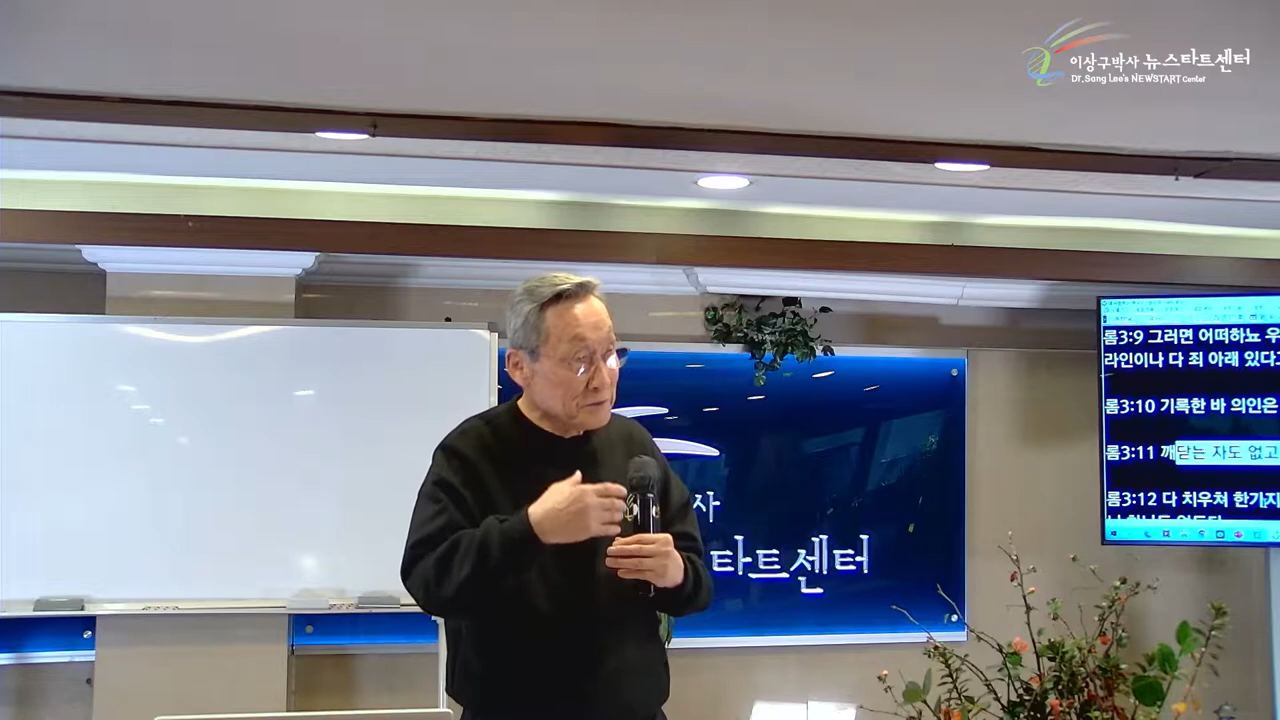 이상구박사 뉴스타트센터
Dr. Sang Lee's NEWSTART Center
롬3:9 그러면 어떠하뇨 우
라인이나 다 죄 아래 있다고
롬3:10 기록한 바 의인은
롬3:11 깨닫는 자도 없고
롬3:12 다 치우쳐 한가지
사
타트센터